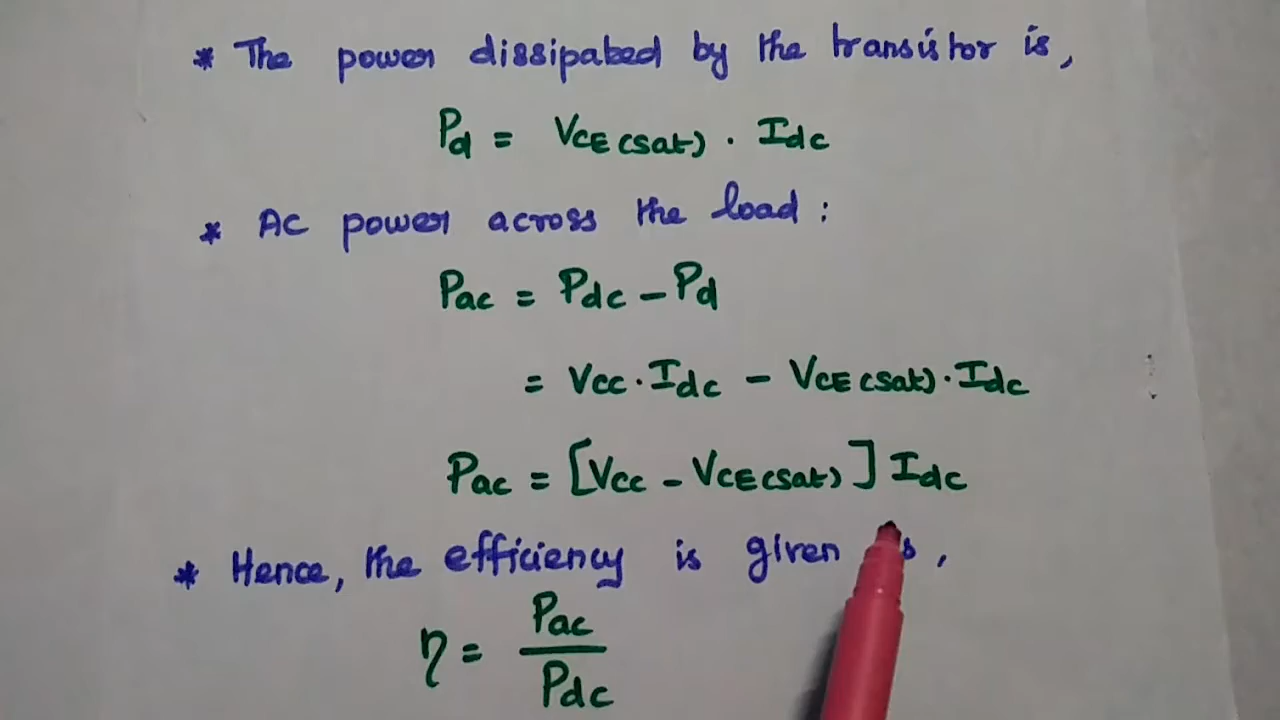 * The power dissipated by the transistor is,
Pd = VCE(sat) . Idc
* Ac power across the load :
Pac = Pdc - Pd
= Vcc . Idc - VCE(sat) . Idc
Pac = [Vcc - VCE(sat)] Idc
* Hence, the efficiency is given
η = Pac / Pdc